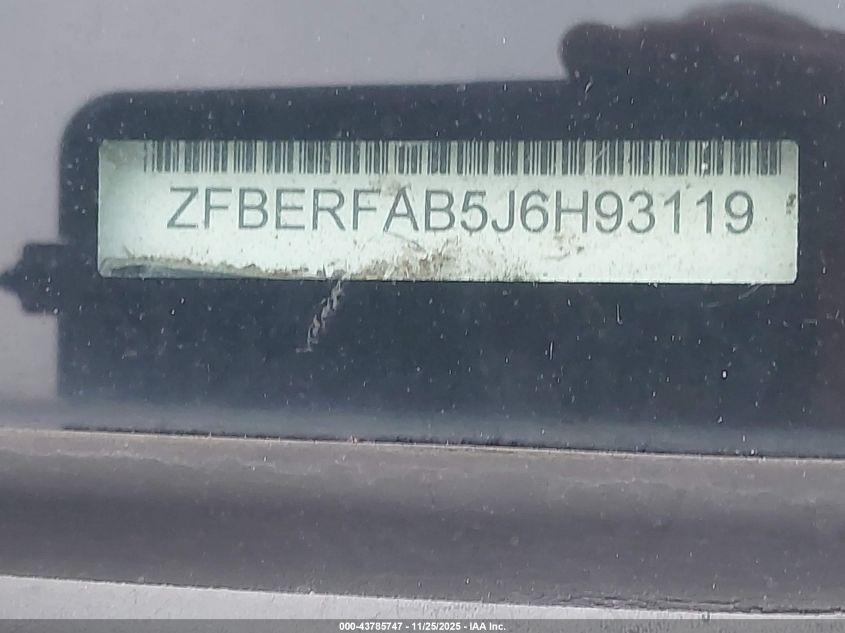 ZFBERFAB5J6H93119
000-43785747 - 11/25/2025 - IAA Inc.